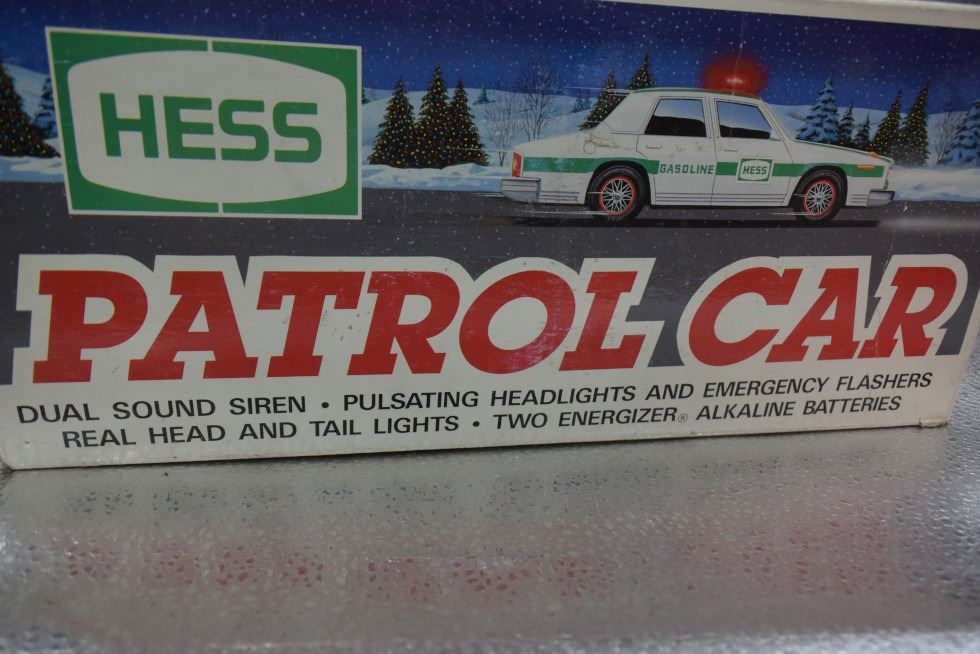 HESS
GASOLINE HESS
PATROL CAR
DUAL SOUND SIREN • PULSATING HEADLIGHTS AND EMERGENCY FLASHERS
REAL HEAD AND TAIL LIGHTS • TWO ENERGIZER® ALKALINE BATTERIES